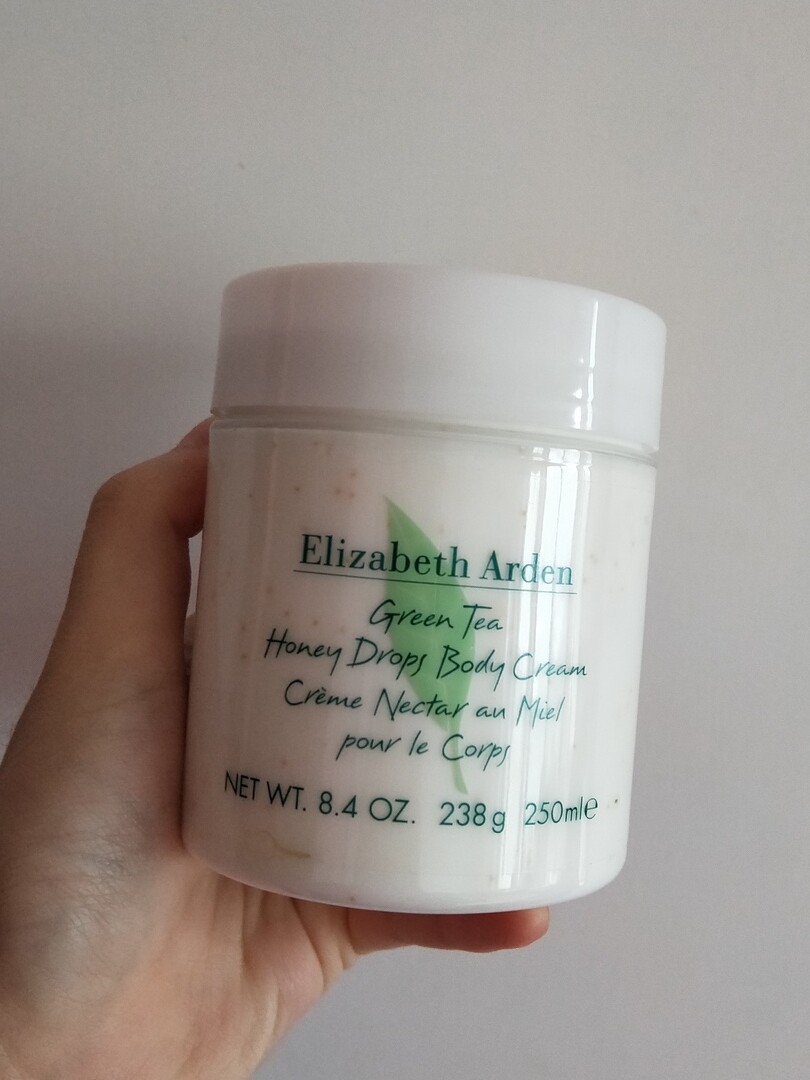 Elizabeth Arden
Green Tea
Honey Drops Body Cream
Crème Nectar au Miel
pour le Corps
NET WT. 8.4 OZ. 238 g 250ml℮